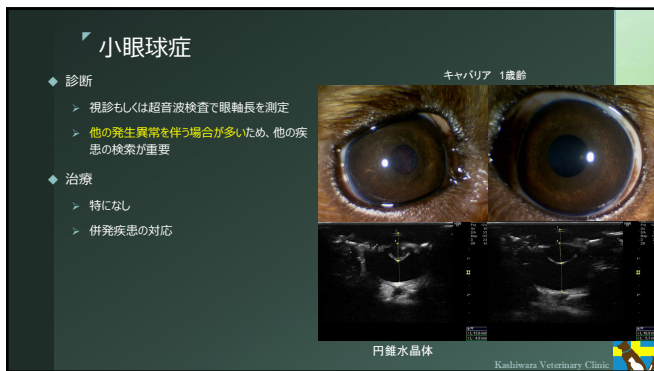 小眼球症
診断
視診もしくは超音波検査で眼軸長を測定
他の発生異常を伴う場合が多いため、他の疾
患の検索が重要
治療
特になし
併発疾患の対応
キャバリア 1歳齢
円錐水晶体
Kashiwara Veterinary Clinic